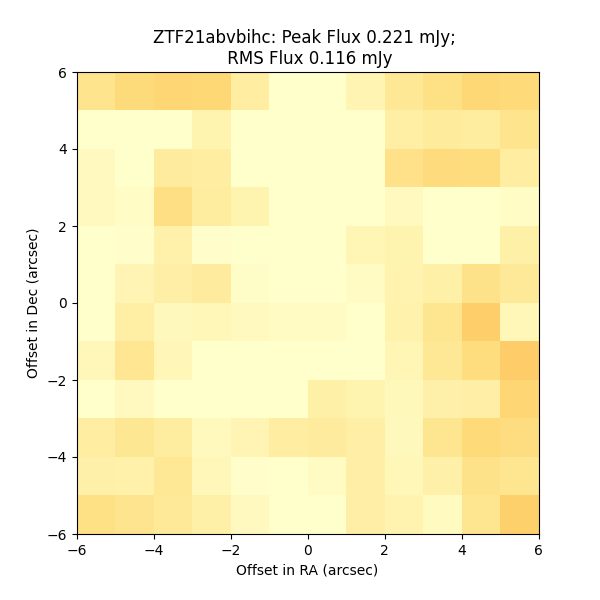 ZTF21abvbihc: Peak Flux 0.221 mJy;
RMS Flux 0.116 mJy
6
4
2
0
−2
−4
−6
Offset in Dec (arcsec)
−6 −4 −2 0 2 4 6
Offset in RA (arcsec)